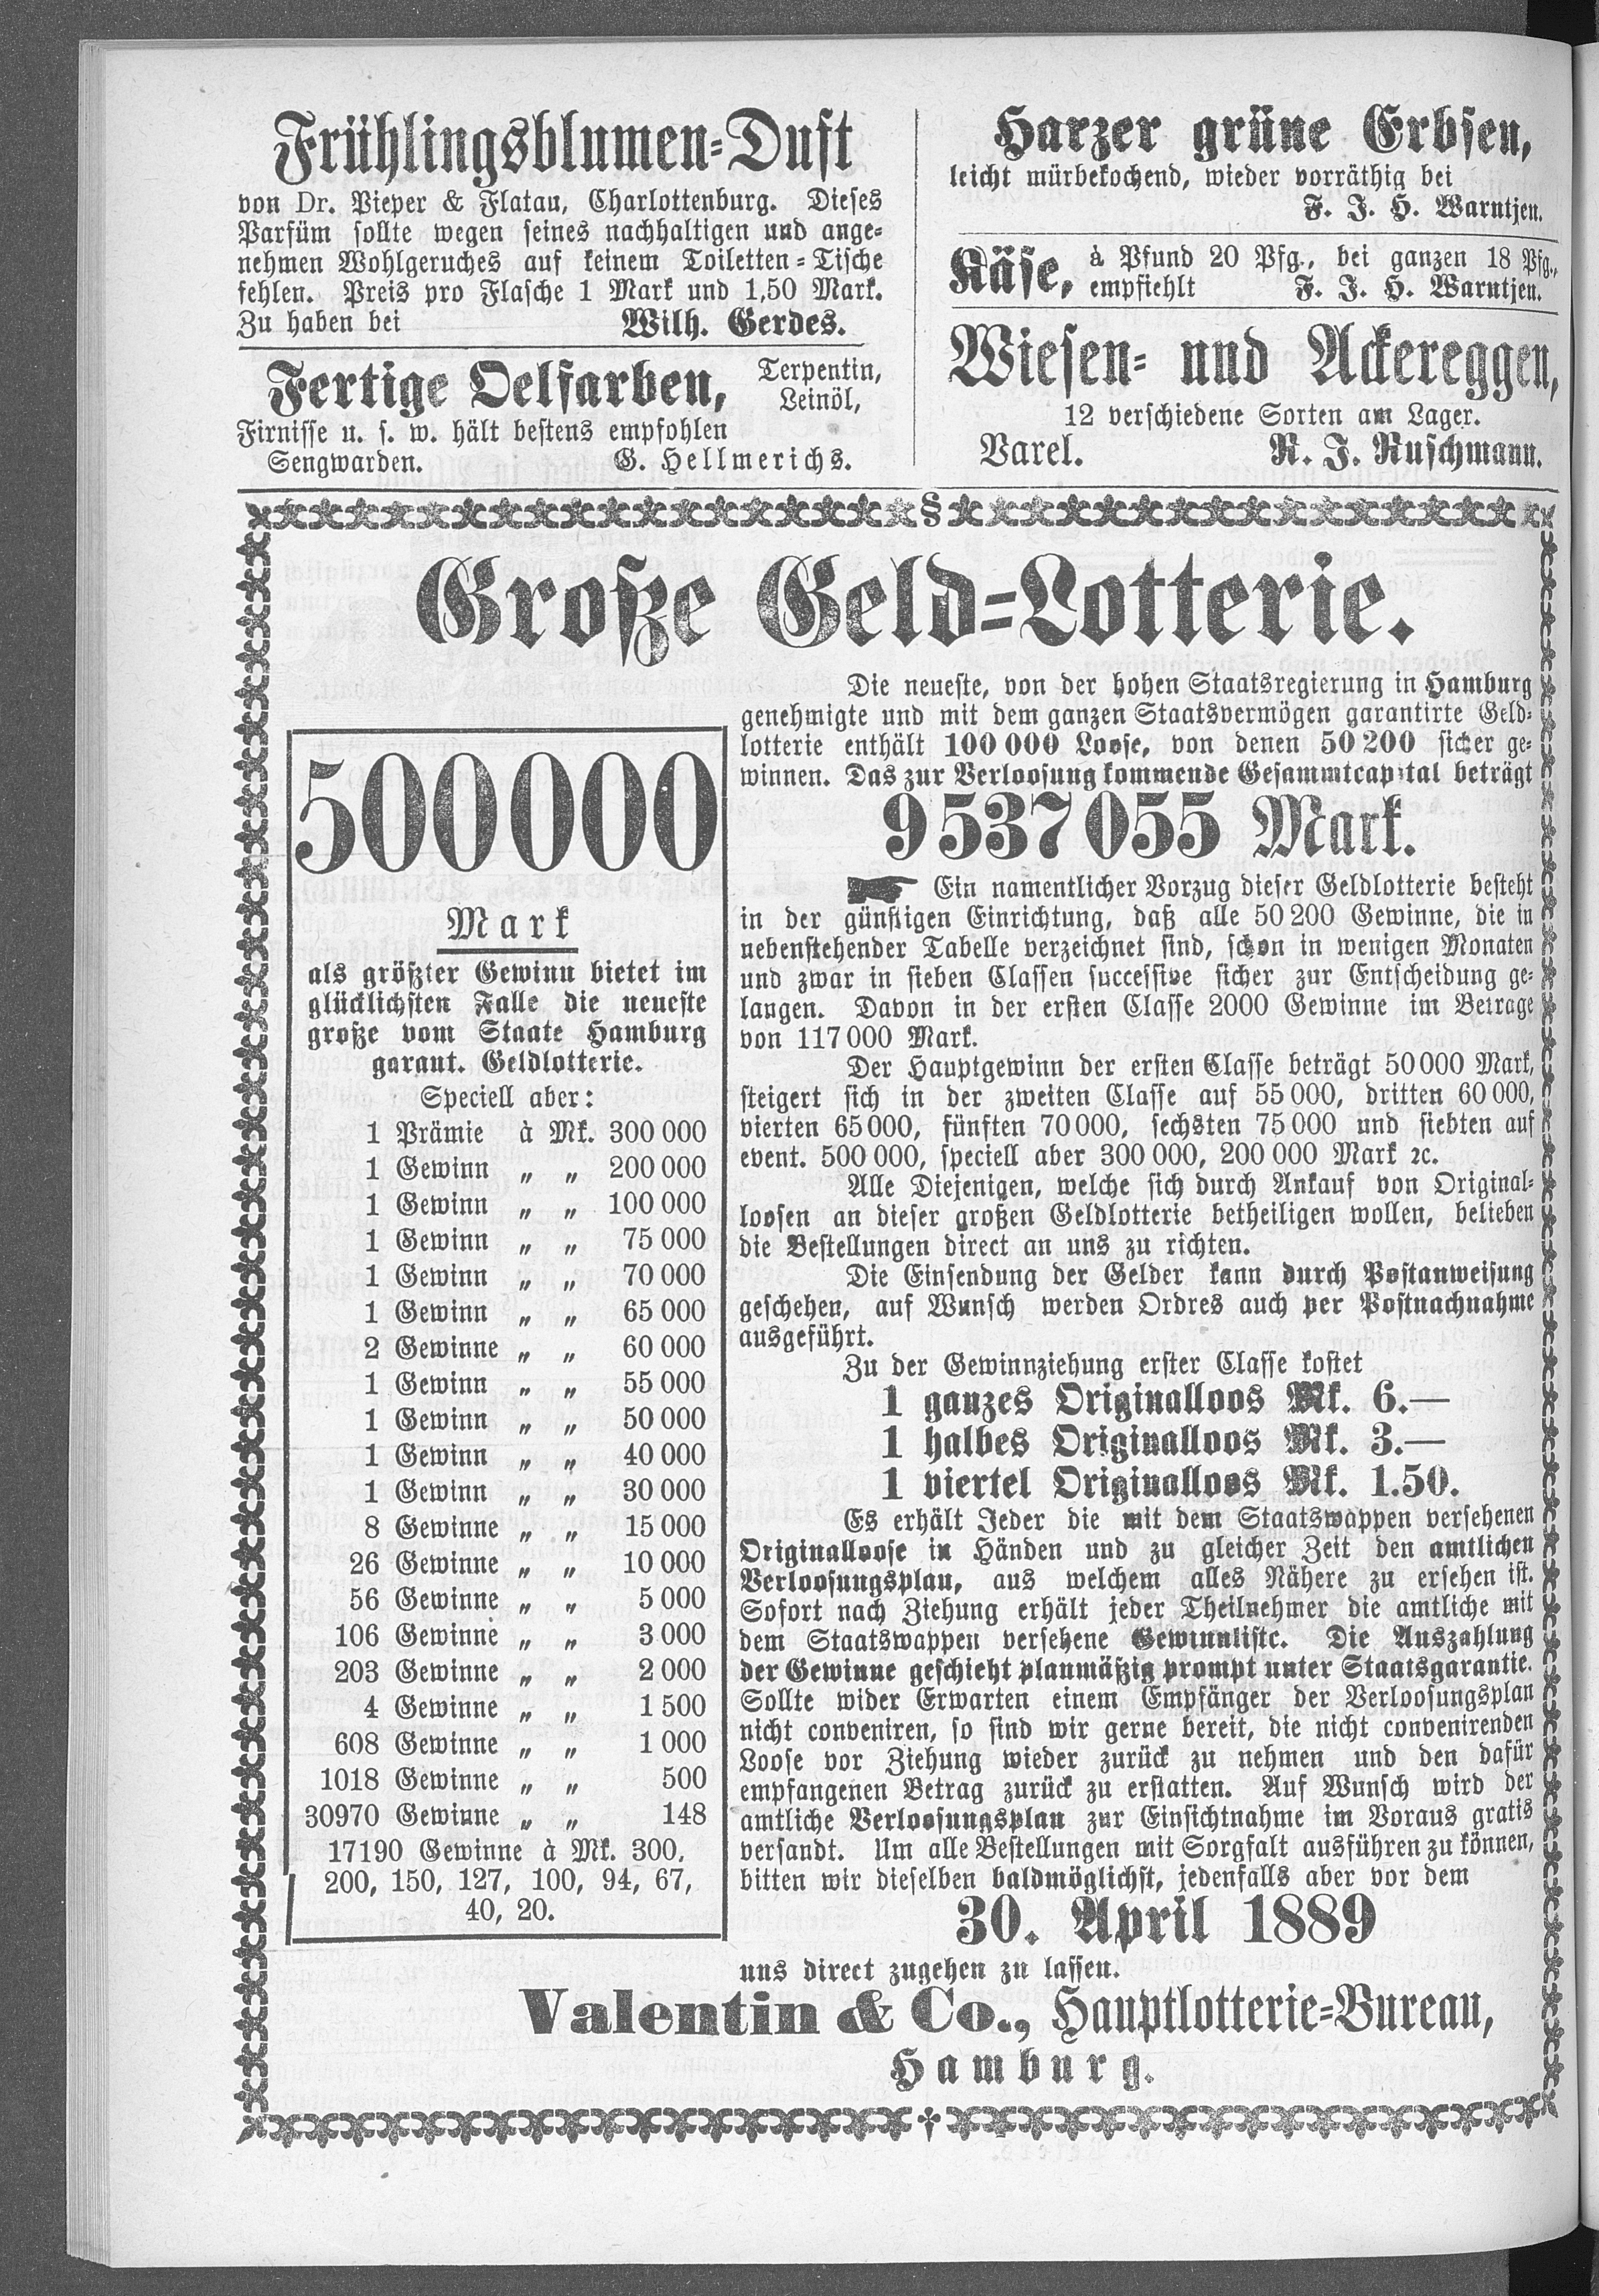 Frühlingsblumen-Duft
von Dr. Pieper & Flatau, Charlottenburg. Dieses
Parfüm sollte wegen seines nachhaltigen und ange-
nehmen Wohlgeruches auf keinem Toiletten-Tische
fehlen. Preis pro Flasche 1 Mark und 1,50 Mark.
Zu haben bei Wilh. Gerdes.
Fertige Oelfarben, Terpentin,
Leinöl,
Firnisse u. s. w. hält bestens empfohlen
Sengwarden. G. Hellmerichs.
Harzer grüne Erbsen,
leicht mürbekochend, wieder vorräthig bei
F. J. H. Warntjen.
Käse, à Pfund 20 Pfg., bei ganzen 18 Pfg.,
empfiehlt F. J. H. Warntjen.
Wiesen- und Ackereggen,
12 verschiedene Sorten am Lager.
Varel. R. J. Ruschmann.
§
Große Geld-Lotterie.
500 000
Mark
als größter Gewinn bietet im
glücklichsten Falle die neueste
große vom Staate Hamburg
garant. Geldlotterie.
Speciell aber:
1 Prämie à Mk. 300 000
1 Gewinn „ „ 200 000
1 Gewinn „ „ 100 000
1 Gewinn „ „ 75 000
1 Gewinn „ „ 70 000
1 Gewinn „ „ 65 000
2 Gewinne „ „ 60 000
1 Gewinn „ „ 55 000
1 Gewinn „ „ 50 000
1 Gewinn „ „ 40 000
1 Gewinn „ „ 30 000
8 Gewinne „ „ 15 000
26 Gewinne „ „ 10 000
56 Gewinne „ „ 5 000
106 Gewinne „ „ 3 000
203 Gewinne „ „ 2 000
4 Gewinne „ „ 1 500
608 Gewinne „ „ 1 000
1018 Gewinne „ „ 500
30970 Gewinne „ „ 148
17190 Gewinne à Mk. 300,
200, 150, 127, 100, 94, 67,
40, 20.
Die neueste, von der hohen Staatsregierung in Hamburg
genehmigte und mit dem ganzen Staatsvermögen garantirte Geld-
lotterie enthält 100 000 Loose, von denen 50 200 sicher ge-
winnen. Das zur Verloosung kommende Gesammtcapital beträgt
9 537 055 Mark.
Ein namentlicher Vorzug dieser Geldlotterie besteht
in der günstigen Einrichtung, daß alle 50 200 Gewinne, die in
nebenstehender Tabelle verzeichnet sind, schon in wenigen Monaten
und zwar in sieben Classen successive sicher zur Entscheidung ge-
langen. Davon in der ersten Classe 2000 Gewinne im Betrage
von 117 000 Mark.
Der Hauptgewinn der ersten Classe beträgt 50 000 Mark,
steigert sich in der zweiten Classe auf 55 000, dritten 60 000,
vierten 65 000, fünften 70 000, sechsten 75 000 und siebten auf
event. 500 000, speciell aber 300 000, 200 000 Mark ꝛc.
Alle Diejenigen, welche sich durch Ankauf von Original-
loosen an dieser großen Geldlotterie betheiligen wollen, belieben
die Bestellungen direct an uns zu richten.
Die Einsendung der Gelder kann durch Postanweisung
geschehen, auf Wunsch werden Ordres auch per Postnachnahme
ausgeführt.
Zu der Gewinnziehung erster Classe kostet
1 ganzes Originalloos Mk. 6.—
1 halbes Originalloos Mk. 3.—
1 viertel Originalloos Mk. 1.50.
Es erhält Jeder die mit dem Staatswappen versehenen
Originalloose in Händen und zu gleicher Zeit den amtlichen
Verloosungsplan, aus welchem alles Nähere zu ersehen ist.
Sofort nach Ziehung erhält jeder Theilnehmer die amtliche mit
dem Staatswappen versehene Gewinnliste. Die Auszahlung
der Gewinne geschieht planmäßig prompt unter Staatsgarantie.
Sollte wider Erwarten einem Empfänger der Verloosungsplan
nicht conveniren, so sind wir gerne bereit, die nicht convenirenden
Loose vor Ziehung wieder zurück zu nehmen und den dafür
empfangenen Betrag zurück zu erstatten. Auf Wunsch wird der
amtliche Verloosungsplan zur Einsichtnahme im Voraus gratis
versandt. Um alle Bestellungen mit Sorgfalt ausführen zu können,
bitten wir dieselben baldmöglichst, jedenfalls aber vor dem
30. April 1889
uns direct zugehen zu lassen.
Valentin & Co., Hauptlotterie-Bureau,
Hamburg.
†